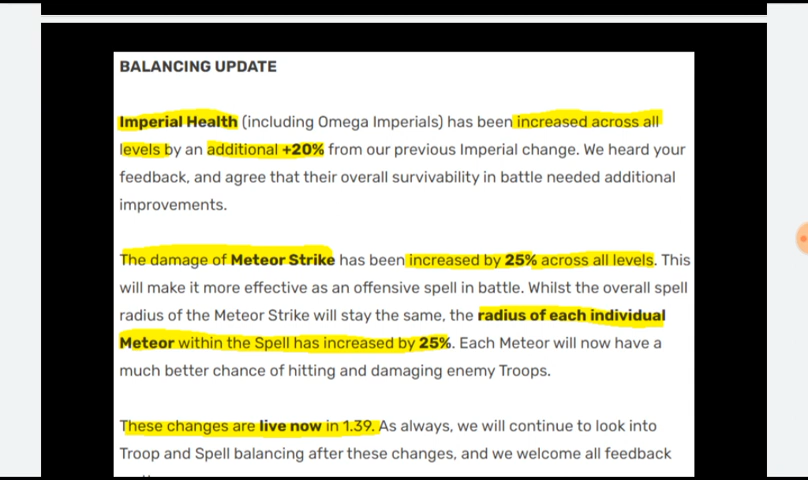 BALANCING UPDATE
Imperial Health (including Omega Imperials) has been increased across all
levels by an additional +20% from our previous Imperial change. We heard your
feedback, and agree that their overall survivability in battle needed additional
improvements.
The damage of Meteor Strike has been increased by 25% across all levels. This
will make it more effective as an offensive spell in battle. Whilst the overall spell
radius of the Meteor Strike will stay the same, the radius of each individual
Meteor within the Spell has increased by 25%. Each Meteor will now have a
much better chance of hitting and damaging enemy Troops.
These changes are live now in 1.39. As always, we will continue to look into
Troop and Spell balancing after these changes, and we welcome all feedback